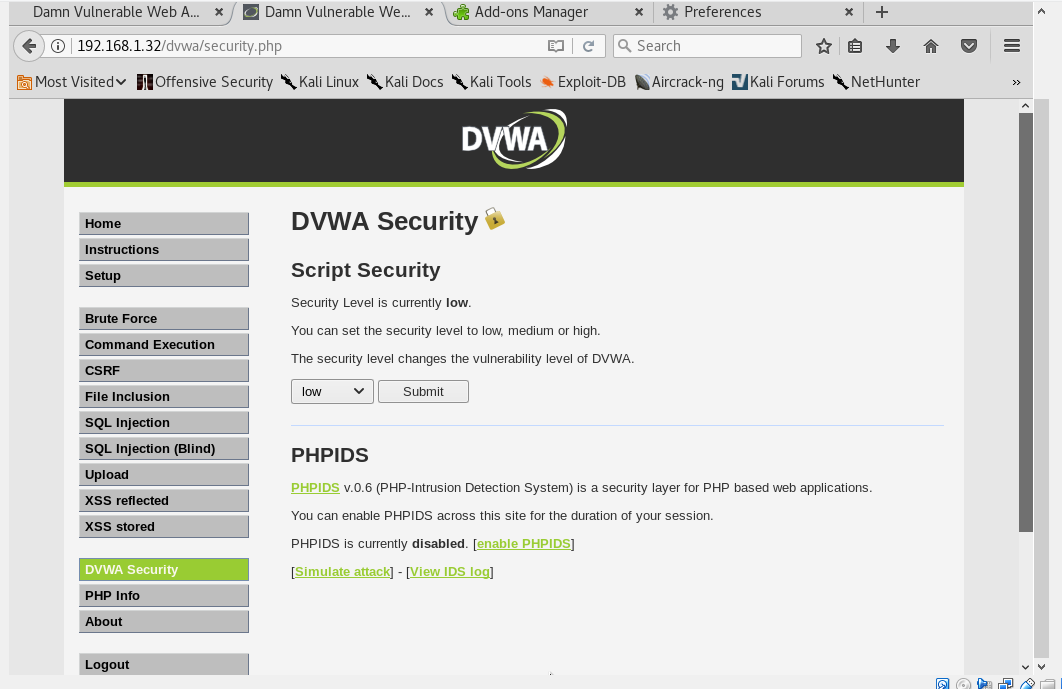 Damn Vulnerable Web A... Damn Vulnerable We... Add-ons Manager Preferences
192.168.1.32/dvwa/security.php Search
Most Visited Offensive Security Kali Linux Kali Docs Kali Tools Exploit-DB Aircrack-ng Kali Forums NetHunter
DVWA
Home
Instructions
Setup
Brute Force
Command Execution
CSRF
File Inclusion
SQL Injection
SQL Injection (Blind)
Upload
XSS reflected
XSS stored
DVWA Security
PHP Info
About
Logout
DVWA Security
Script Security
Security Level is currently low.
You can set the security level to low, medium or high.
The security level changes the vulnerability level of DVWA.
low Submit
PHPIDS
PHPIDS v.0.6 (PHP-Intrusion Detection System) is a security layer for PHP based web applications.
You can enable PHPIDS across this site for the duration of your session.
PHPIDS is currently disabled. [enable PHPIDS]
[Simulate attack] - [View IDS log]